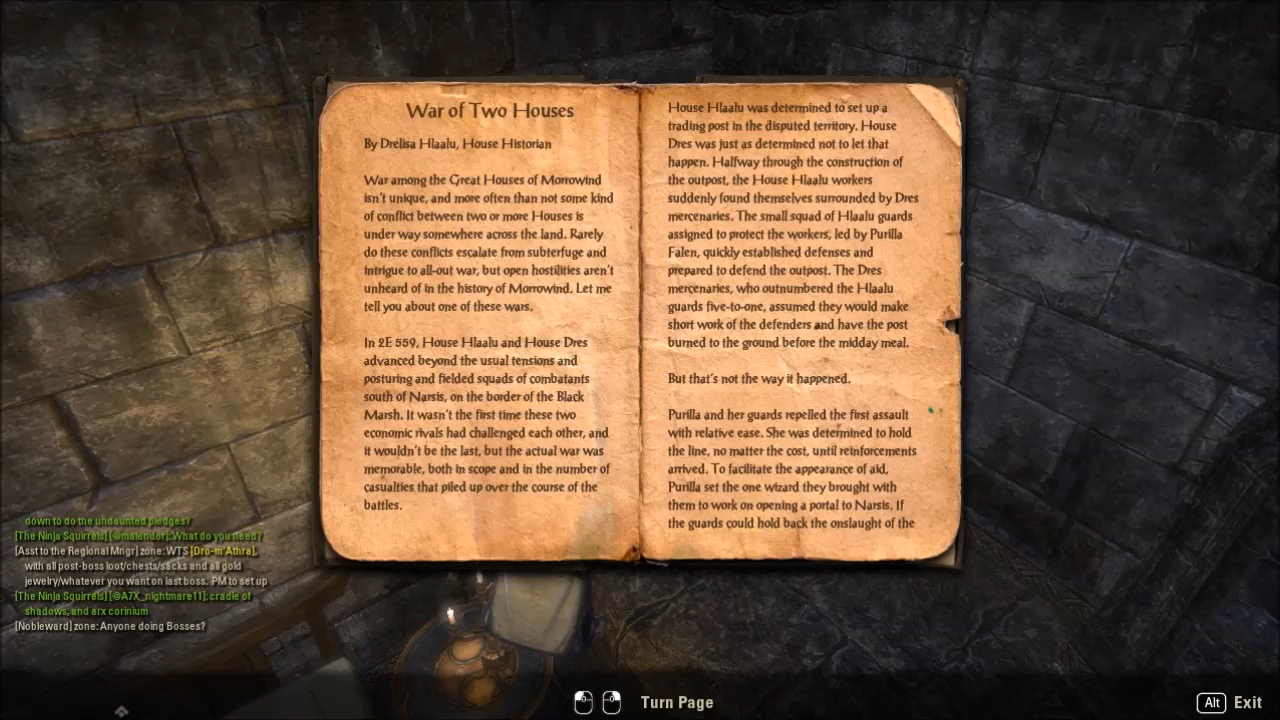 War of Two Houses
By Drelisa Hlaalu, House Historian
War among the Great Houses of Morrowind
isn't unique, and more often than not some kind
of conflict between two or more Houses is
under way somewhere across the land. Rarely
do these conflicts escalate from subterfuge and
intrigue to all-out war, but open hostilities aren't
unheard of in the history of Morrowind. Let me
tell you about one of these wars.
In 2E 559, House Hlaalu and House Dres
advanced beyond the usual tensions and
posturing and fielded squads of combatants
south of Narsis, on the border of the Black
Marsh. It wasn't the first time these two
economic rivals had challenged each other, and
it wouldn't be the last, but the actual war was
memorable, both in scope and in the number of
casualties that piled up over the course of the
battles.
House Hlaalu was determined to set up a
trading post in the disputed territory. House
Dres was just as determined not to let that
happen. Halfway through the construction of
the outpost, the House Hlaalu workers
suddenly found themselves surrounded by Dres
mercenaries. The small squad of Hlaalu guards
assigned to protect the workers, led by Purilla
Falen, quickly established defenses and
prepared to defend the outpost. The Dres
mercenaries, who outnumbered the Hlaalu
guards five-to-one, assumed they would make
short work of the defenders and have the post
burned to the ground before the midday meal.
But that's not the way it happened.
Purilla and her guards repelled the first assault
with relative ease. She was determined to hold
the line, no matter the cost, until reinforcements
arrived. To facilitate the appearance of aid,
Purilla set the one wizard they brought with
them to work on opening a portal to Narsis. If
the guards could hold back the onslaught of the
down to do the undaunted pledges?
[The Ninja Squirrels] [@malendor]: What do you need?
[Asst to the Regional Mngr] zone: WTS [Dro-m'Athra],
with all post-boss loot/chests/sacks and all gold
jewelry/whatever you want on last boss. PM to set up
[The Ninja Squirrels] [@A7X_nightmare11]: cradle of
shadows, and arx corinium
[Nobleward] zone: Anyone doing Bosses?
Turn Page
Alt Exit